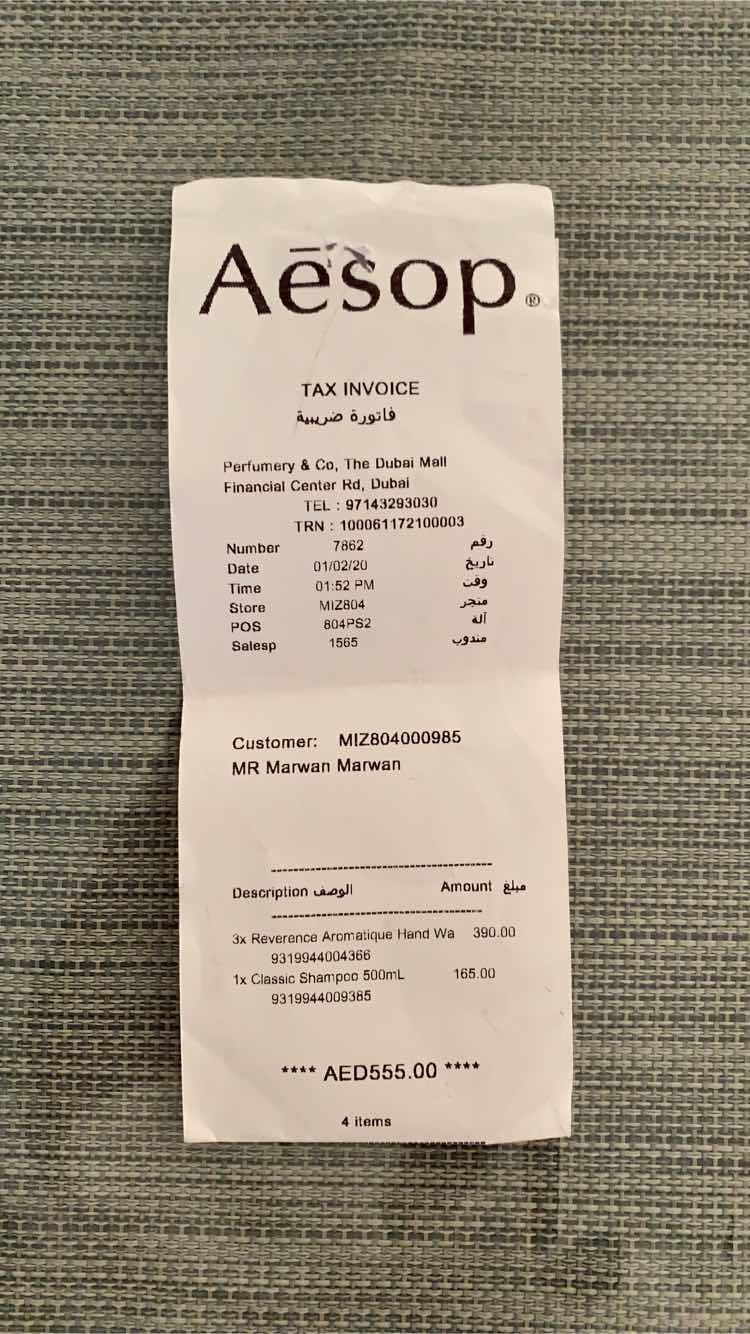 Aēsop®
TAX INVOICE
فاتورة ضريبية
Perfumery & Co, The Dubai Mall
Financial Center Rd, Dubai
TEL : 97143293030
TRN : 100061172100003
Number 7862 رقم
Date 01/02/20 تاريخ
Time 01:52 PM وقت
Store MIZ804 متجر
POS 804PS2 آلة
Salesp 1565 مندوب
Customer: MIZ804000985
MR Marwan Marwan
Description الوصف Amount مبلغ
3x Reverence Aromatique Hand Wa 390.00
9319944004366
1x Classic Shampoo 500mL 165.00
9319944009385
**** AED555.00 ****
4 items